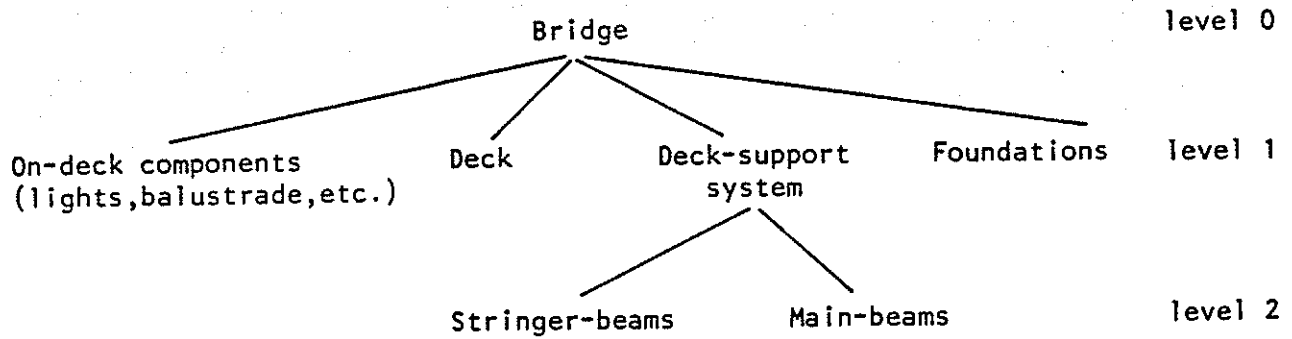 Bridge level 0
On-deck components Deck Deck-support Foundations level 1
(lights,balustrade,etc.) system
Stringer-beams Main-beams level 2